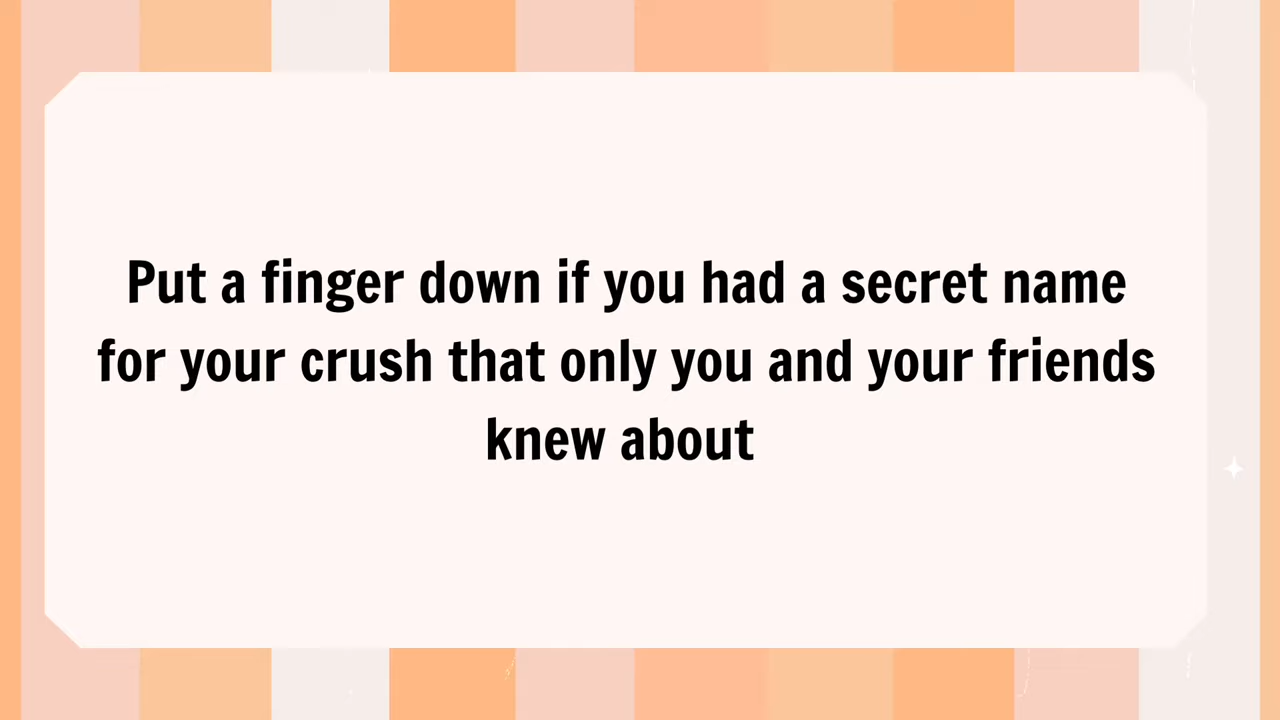 Put a finger down if you had a secret name
for your crush that only you and your friends
knew about